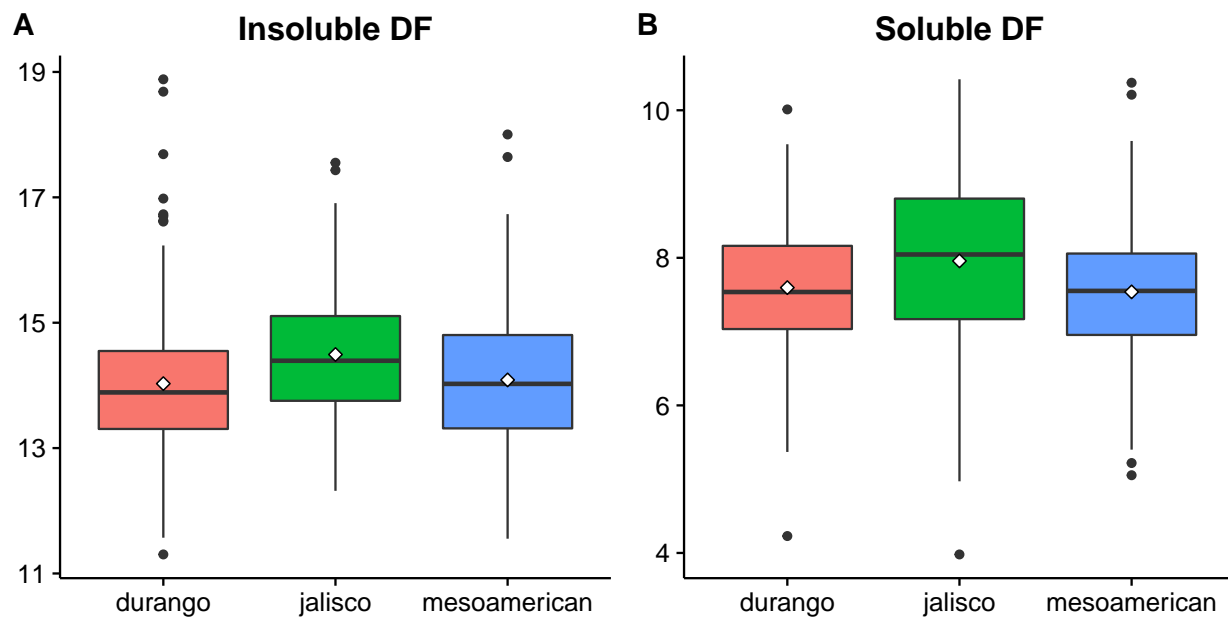 A
Insoluble DF
19
17
15
13
11
durango jalisco mesoamerican
B
Soluble DF
10
8
6
4
durango jalisco mesoamerican